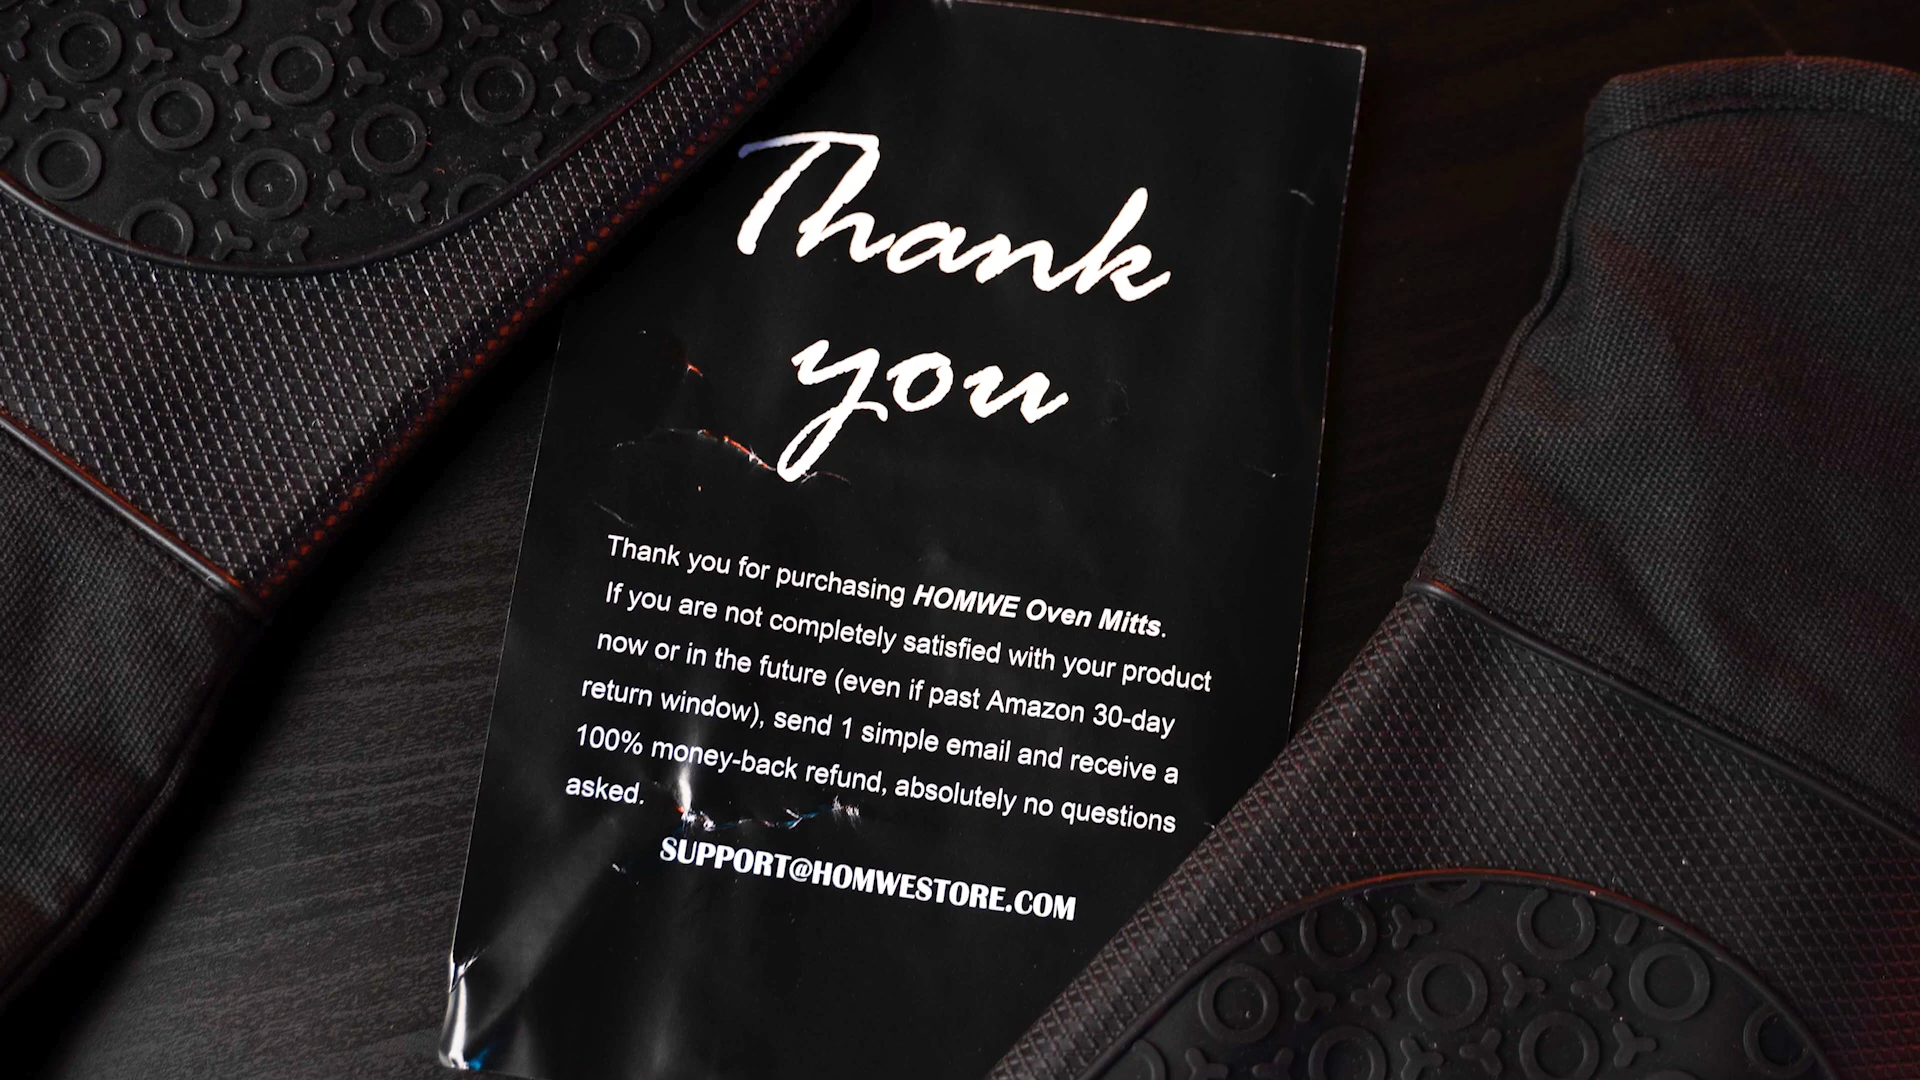 Thank
you
Thank you for purchasing HOMWE Oven Mitts.
If you are not completely satisfied with your product
now or in the future (even if past Amazon 30-day
return window), send 1 simple email and receive a
100% money-back refund, absolutely no questions
asked.
SUPPORT@HOMWESTORE.COM